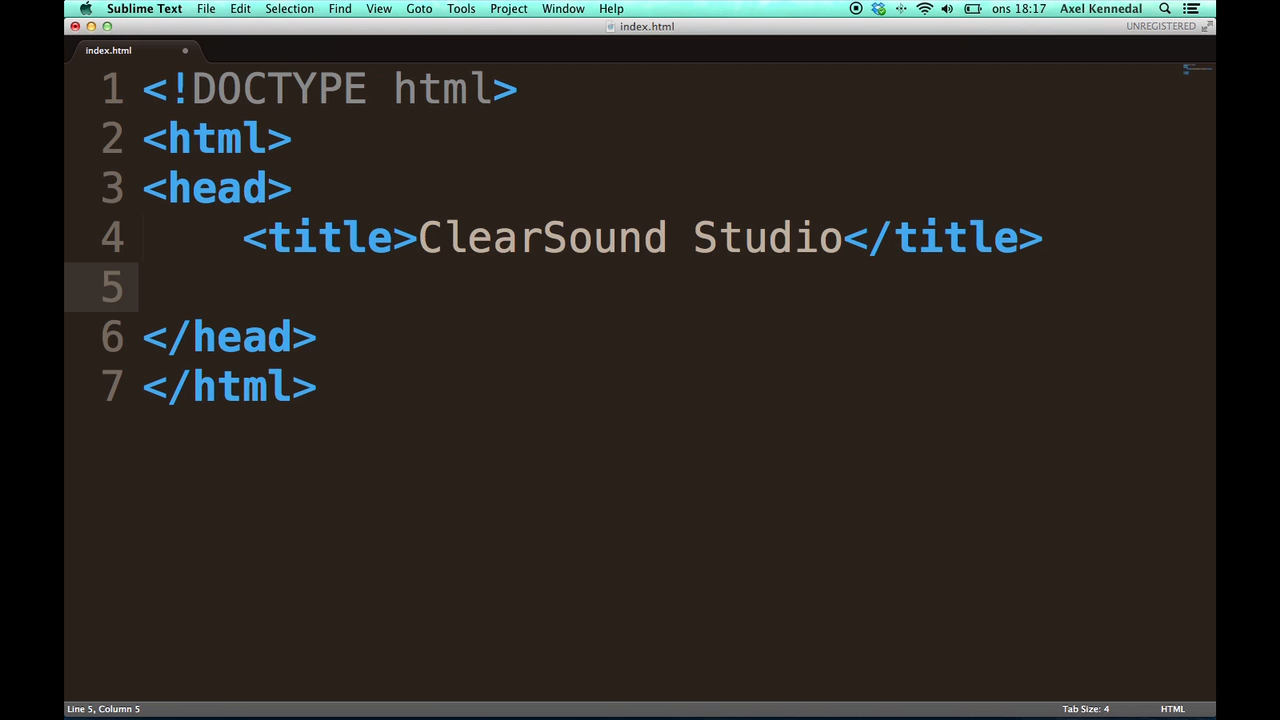 Sublime Text File Edit Selection Find View Goto Tools Project Window Help ons 18:17 Axel Kennedal
index.html UNREGISTERED
index.html
1 <!DOCTYPE html>
2 <html>
3 <head>
4 <title>ClearSound Studio</title>
5
6 </head>
7 </html>
Line 5, Column 5 Tab Size: 4 HTML